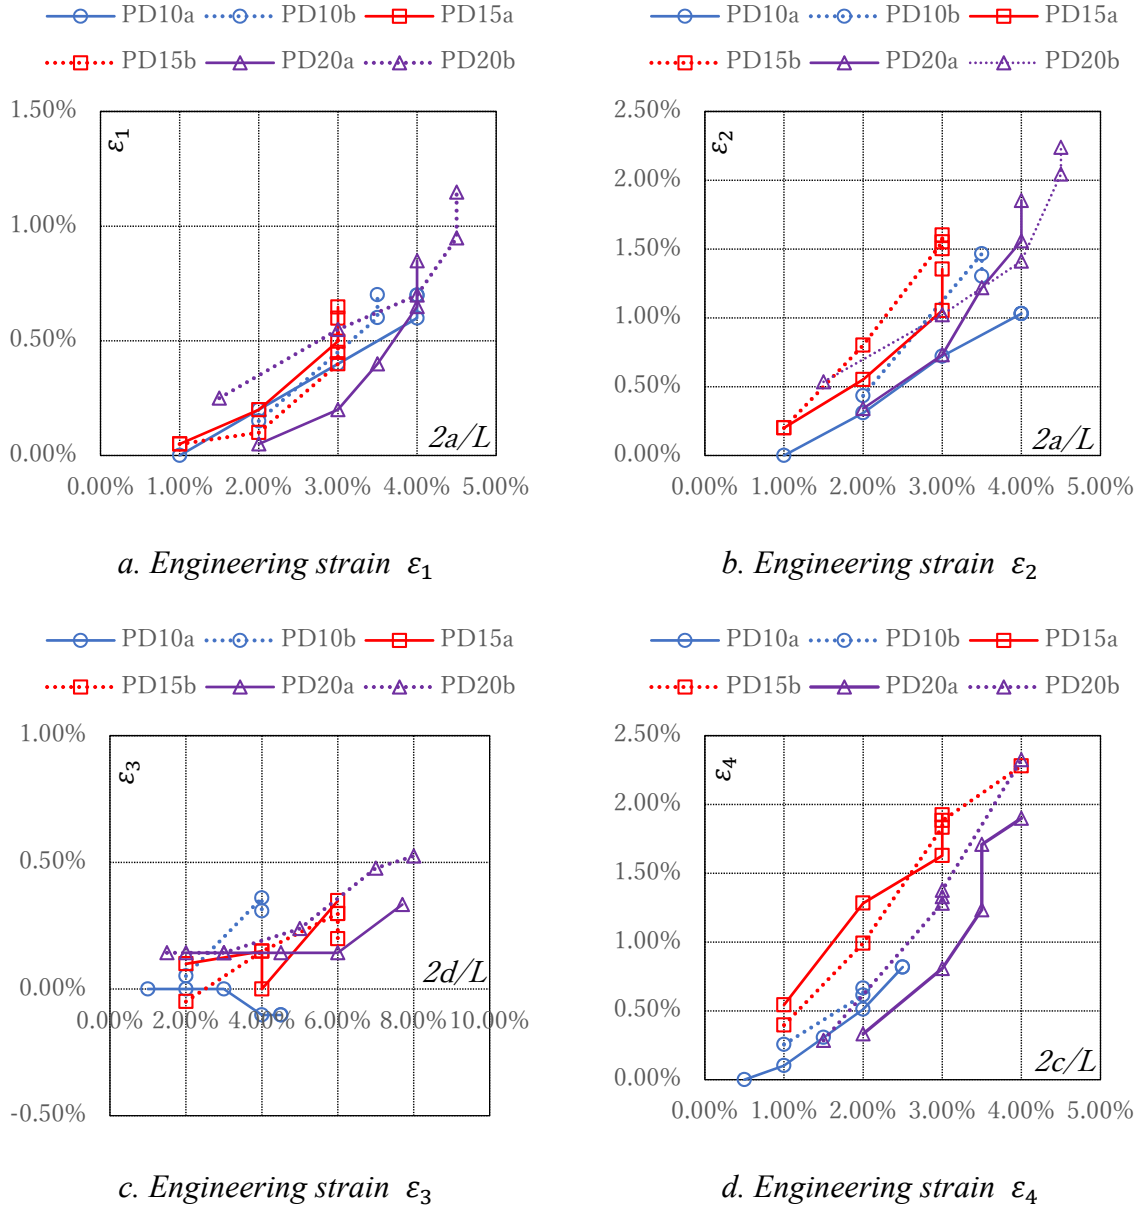 PD10a PD10b PD15a
PD15b PD20a PD20b
1.50%
1.00%
0.50%
0.00%
ε1
2a/L
0.00% 1.00% 2.00% 3.00% 4.00% 5.00%
a. Engineering strain ε1
PD10a PD10b PD15a
PD15b PD20a PD20b
2.50%
2.00%
1.50%
1.00%
0.50%
0.00%
ε2
2a/L
0.00% 1.00% 2.00% 3.00% 4.00% 5.00%
b. Engineering strain ε2
PD10a PD10b PD15a
PD15b PD20a PD20b
1.00%
0.50%
0.00%
-0.50%
ε3
2d/L
0.00% 2.00% 4.00% 6.00% 8.00% 10.00%
c. Engineering strain ε3
PD10a PD10b PD15a
PD15b PD20a PD20b
2.50%
2.00%
1.50%
1.00%
0.50%
0.00%
ε4
2c/L
0.00% 1.00% 2.00% 3.00% 4.00% 5.00%
d. Engineering strain ε4